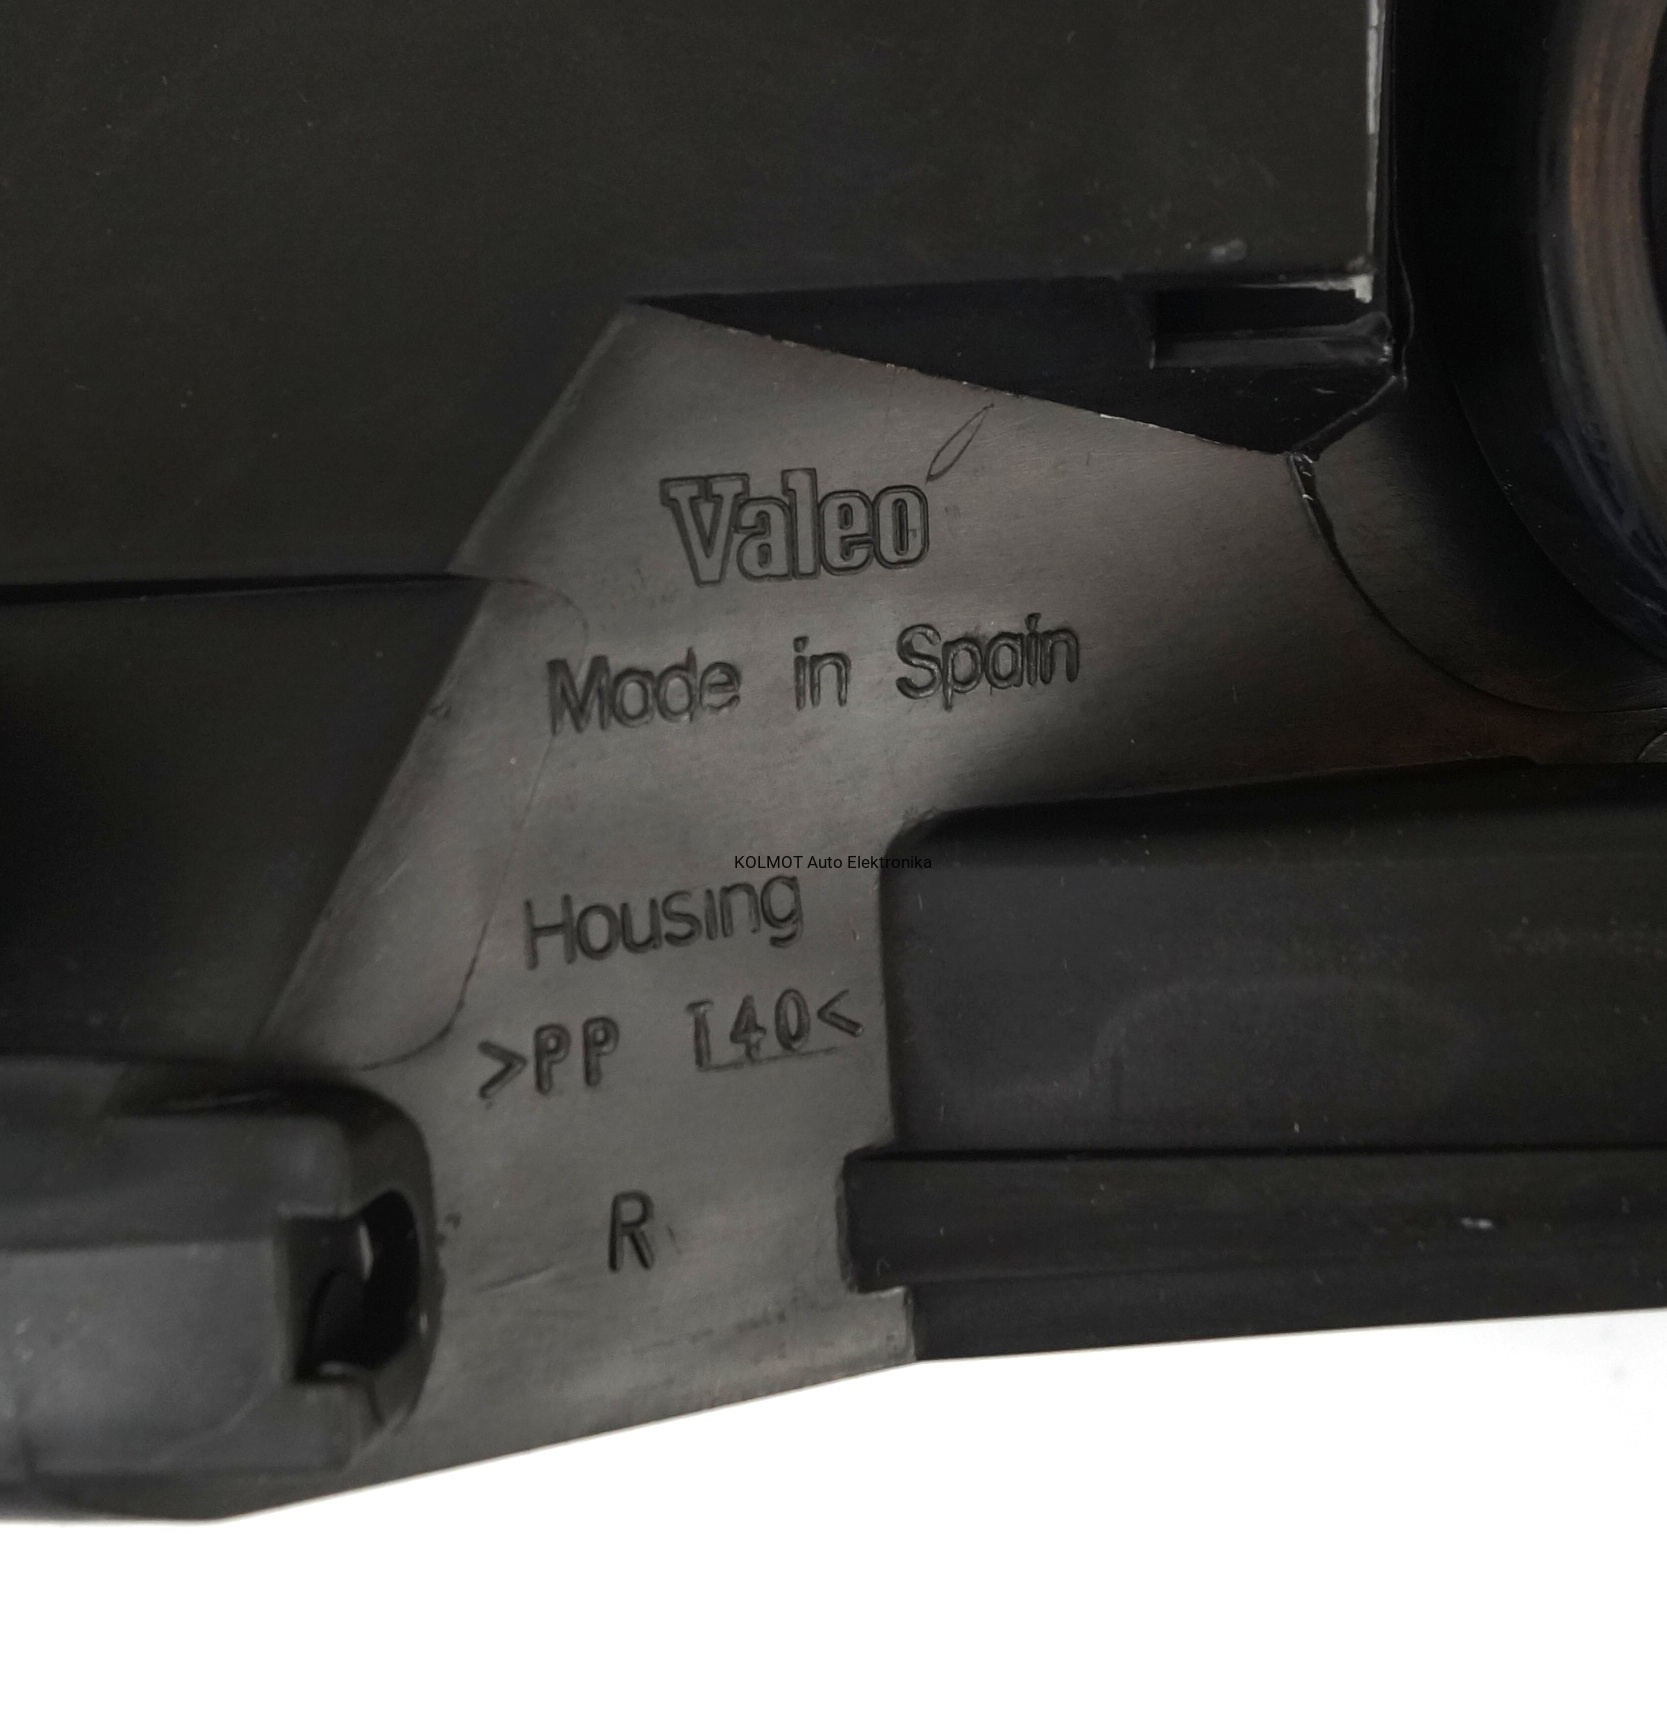 Valeo
Made in Spain
KOLMOT Auto Elektronika
Housing
>PP T40<
R